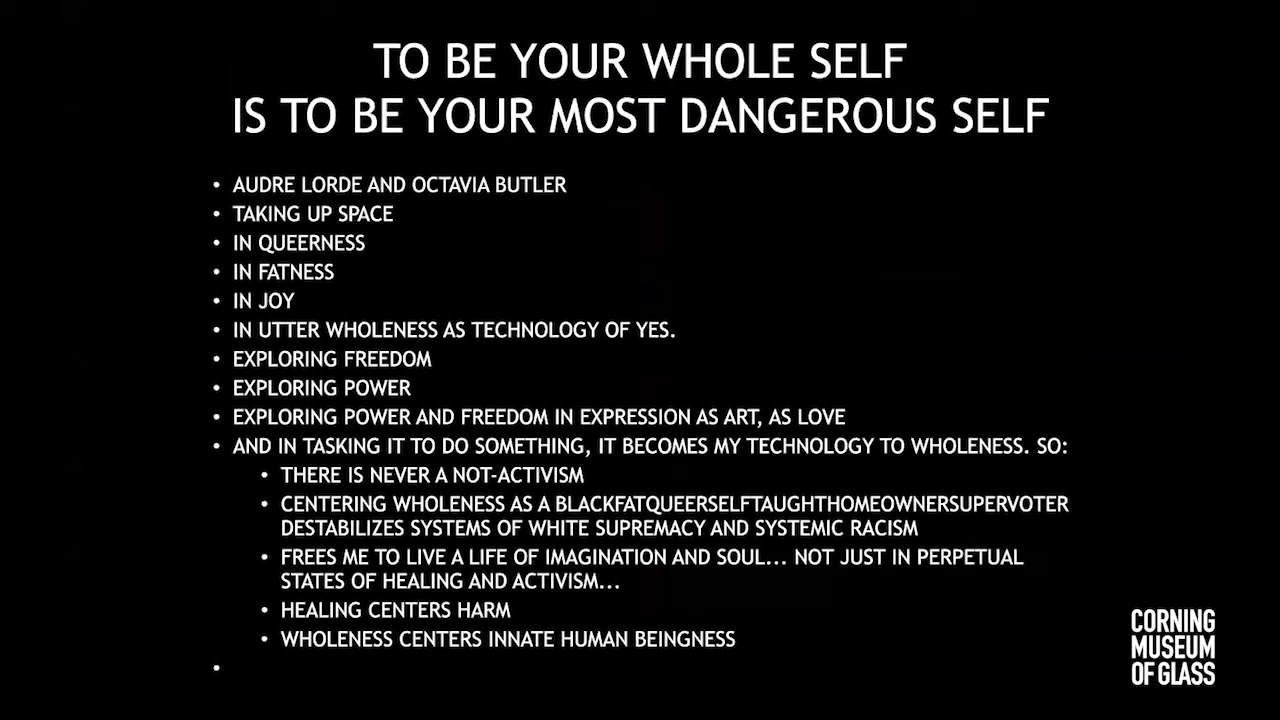 TO BE YOUR WHOLE SELF
IS TO BE YOUR MOST DANGEROUS SELF
• AUDRE LORDE AND OCTAVIA BUTLER
• TAKING UP SPACE
• IN QUEERNESS
• IN FATNESS
• IN JOY
• IN UTTER WHOLENESS AS TECHNOLOGY OF YES.
• EXPLORING FREEDOM
• EXPLORING POWER
• EXPLORING POWER AND FREEDOM IN EXPRESSION AS ART, AS LOVE
• AND IN TASKING IT TO DO SOMETHING, IT BECOMES MY TECHNOLOGY TO WHOLENESS. SO:
• THERE IS NEVER A NOT-ACTIVISM
• CENTERING WHOLENESS AS A BLACKFATQUEERSELFTAUGHTHOMEOWNERSUPERVOTER
DESTABILIZES SYSTEMS OF WHITE SUPREMACY AND SYSTEMIC RACISM
• FREES ME TO LIVE A LIFE OF IMAGINATION AND SOUL... NOT JUST IN PERPETUAL
STATES OF HEALING AND ACTIVISM...
• HEALING CENTERS HARM
• WHOLENESS CENTERS INNATE HUMAN BEINGNESS
•
CORNING
MUSEUM
OF GLASS